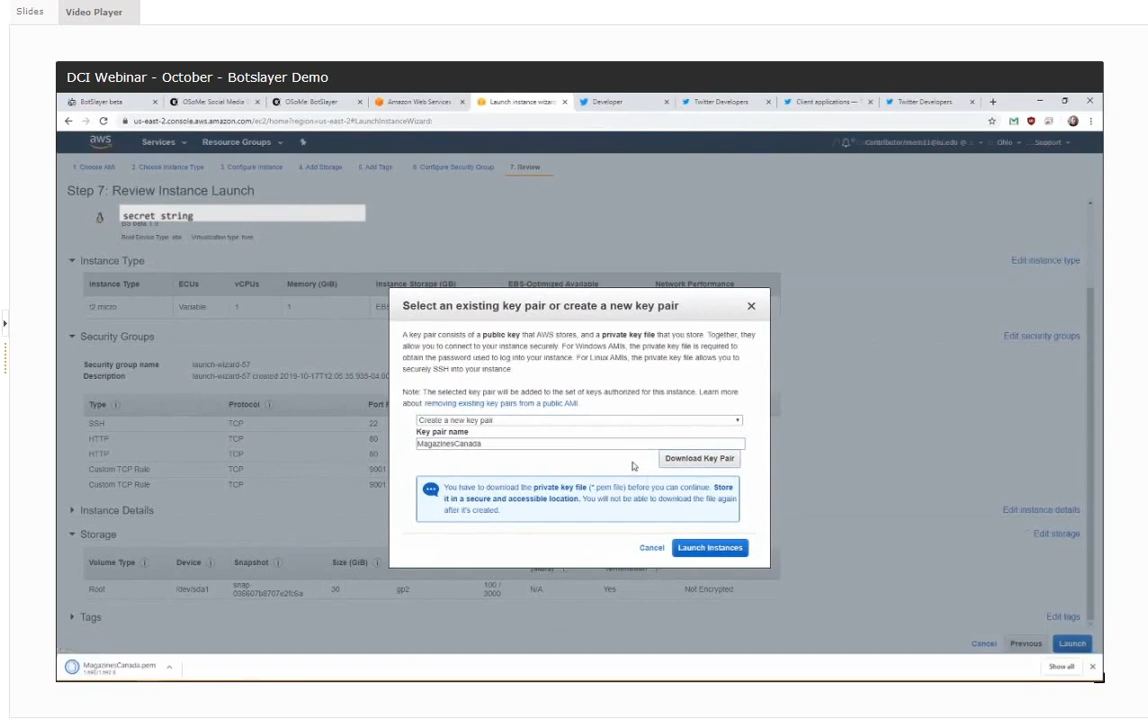 Slides Video Player
DCI Webinar - October - Botslayer Demo
BotSlayer beta × OSoMe: Social Media × OSoMe: BotSlayer × Amazon Web Services × Launch instance wizard × Developer × Twitter Developers × Client applications — × Twitter Developers × +
us-east-2.console.aws.amazon.com/ec2/home?region=us-east-2#LaunchInstanceWizard:
aws Services Resource Groups Ohio Support
1. Choose AMI 2. Choose Instance Type 3. Configure Instance 4. Add Storage 5. Add Tags 6. Configure Security Group 7. Review
Step 7: Review Instance Launch
secret string
Root Device Type: ebs Virtualization type: hvm
Instance Type Edit instance type
Instance Type ECUs vCPUs Memory (GiB) Instance Storage (GB) EBS-Optimized Available Network Performance
t2.micro Variable 1 1
Select an existing key pair or create a new key pair ×
A key pair consists of a public key that AWS stores, and a private key file that you store. Together, they
allow you to connect to your instance securely. For Windows AMIs, the private key file is required to
obtain the password used to log into your instance. For Linux AMIs, the private key file allows you to
securely SSH into your instance.
Note: The selected key pair will be added to the set of keys authorized for this instance. Learn more
about removing existing key pairs from a public AMI.
Create a new key pair
Key pair name
MagazinesCanada
Download Key Pair
You have to download the private key file (*.pem file) before you can continue. Store
it in a secure and accessible location. You will not be able to download the file again
after it's created.
Cancel Launch Instances
Security Groups Edit security groups
Security group name launch-wizard-57
Description launch-wizard-57 created 2019-10-17T12:05:35.935-04:00
Type Protocol
SSH TCP 22
HTTP TCP 80
HTTP TCP 80
Custom TCP Rule TCP 9001
Custom TCP Rule TCP 9001
Instance Details Edit instance details
Storage Edit storage
Volume Type Device Snapshot Size (GiB)
Root /dev/sda1 snap- 30 gp2 100 / 3000 N/A Yes Not Encrypted
Tags Edit tags
Cancel Previous Launch
MagazinesCanada.pem Show all ×